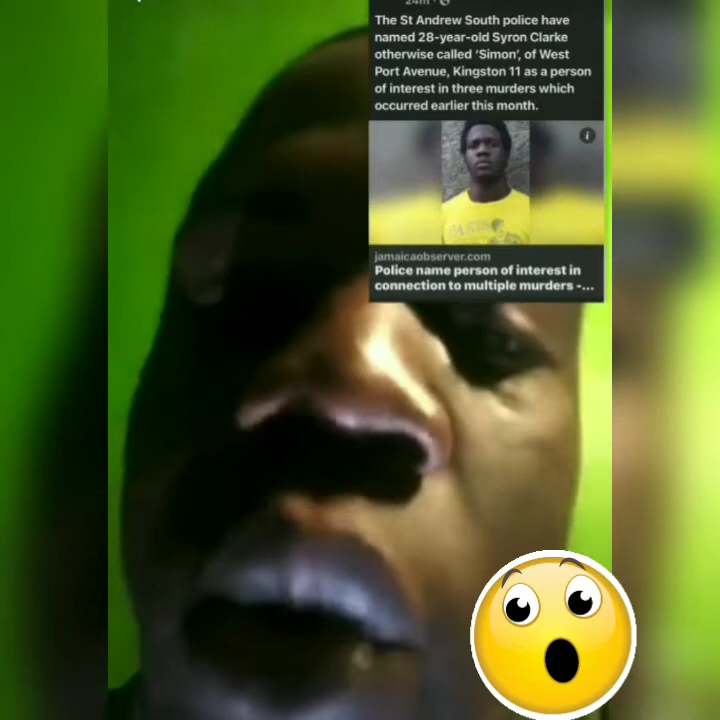 The St Andrew South police have
named 28-year-old Syron Clarke
otherwise called 'Simon', of West
Port Avenue, Kingston 11 as a person
of interest in three murders which
occurred earlier this month.
PARIS
jamaicaobserver.com
Police name person of interest in
connection to multiple murders -...